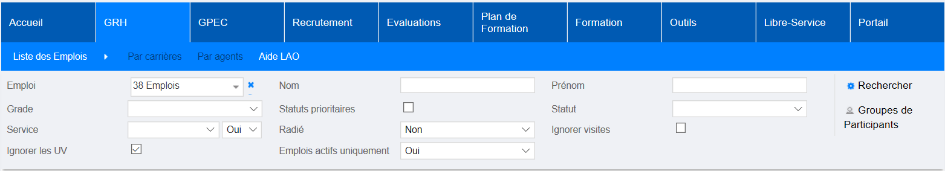 Accueil GRH GPEC Recrutement Evaluations Plan de Formation Formation Outils Libre-Service Portail
Liste des Emplois Par carrières Par agents Aide LAO
Emploi 38 Emplois Nom Prénom Rechercher
Grade Statuts prioritaires Statut Groupes de Participants
Service Oui Radié Non Ignorer visites
Ignorer les UV Emplois actifs uniquement Oui